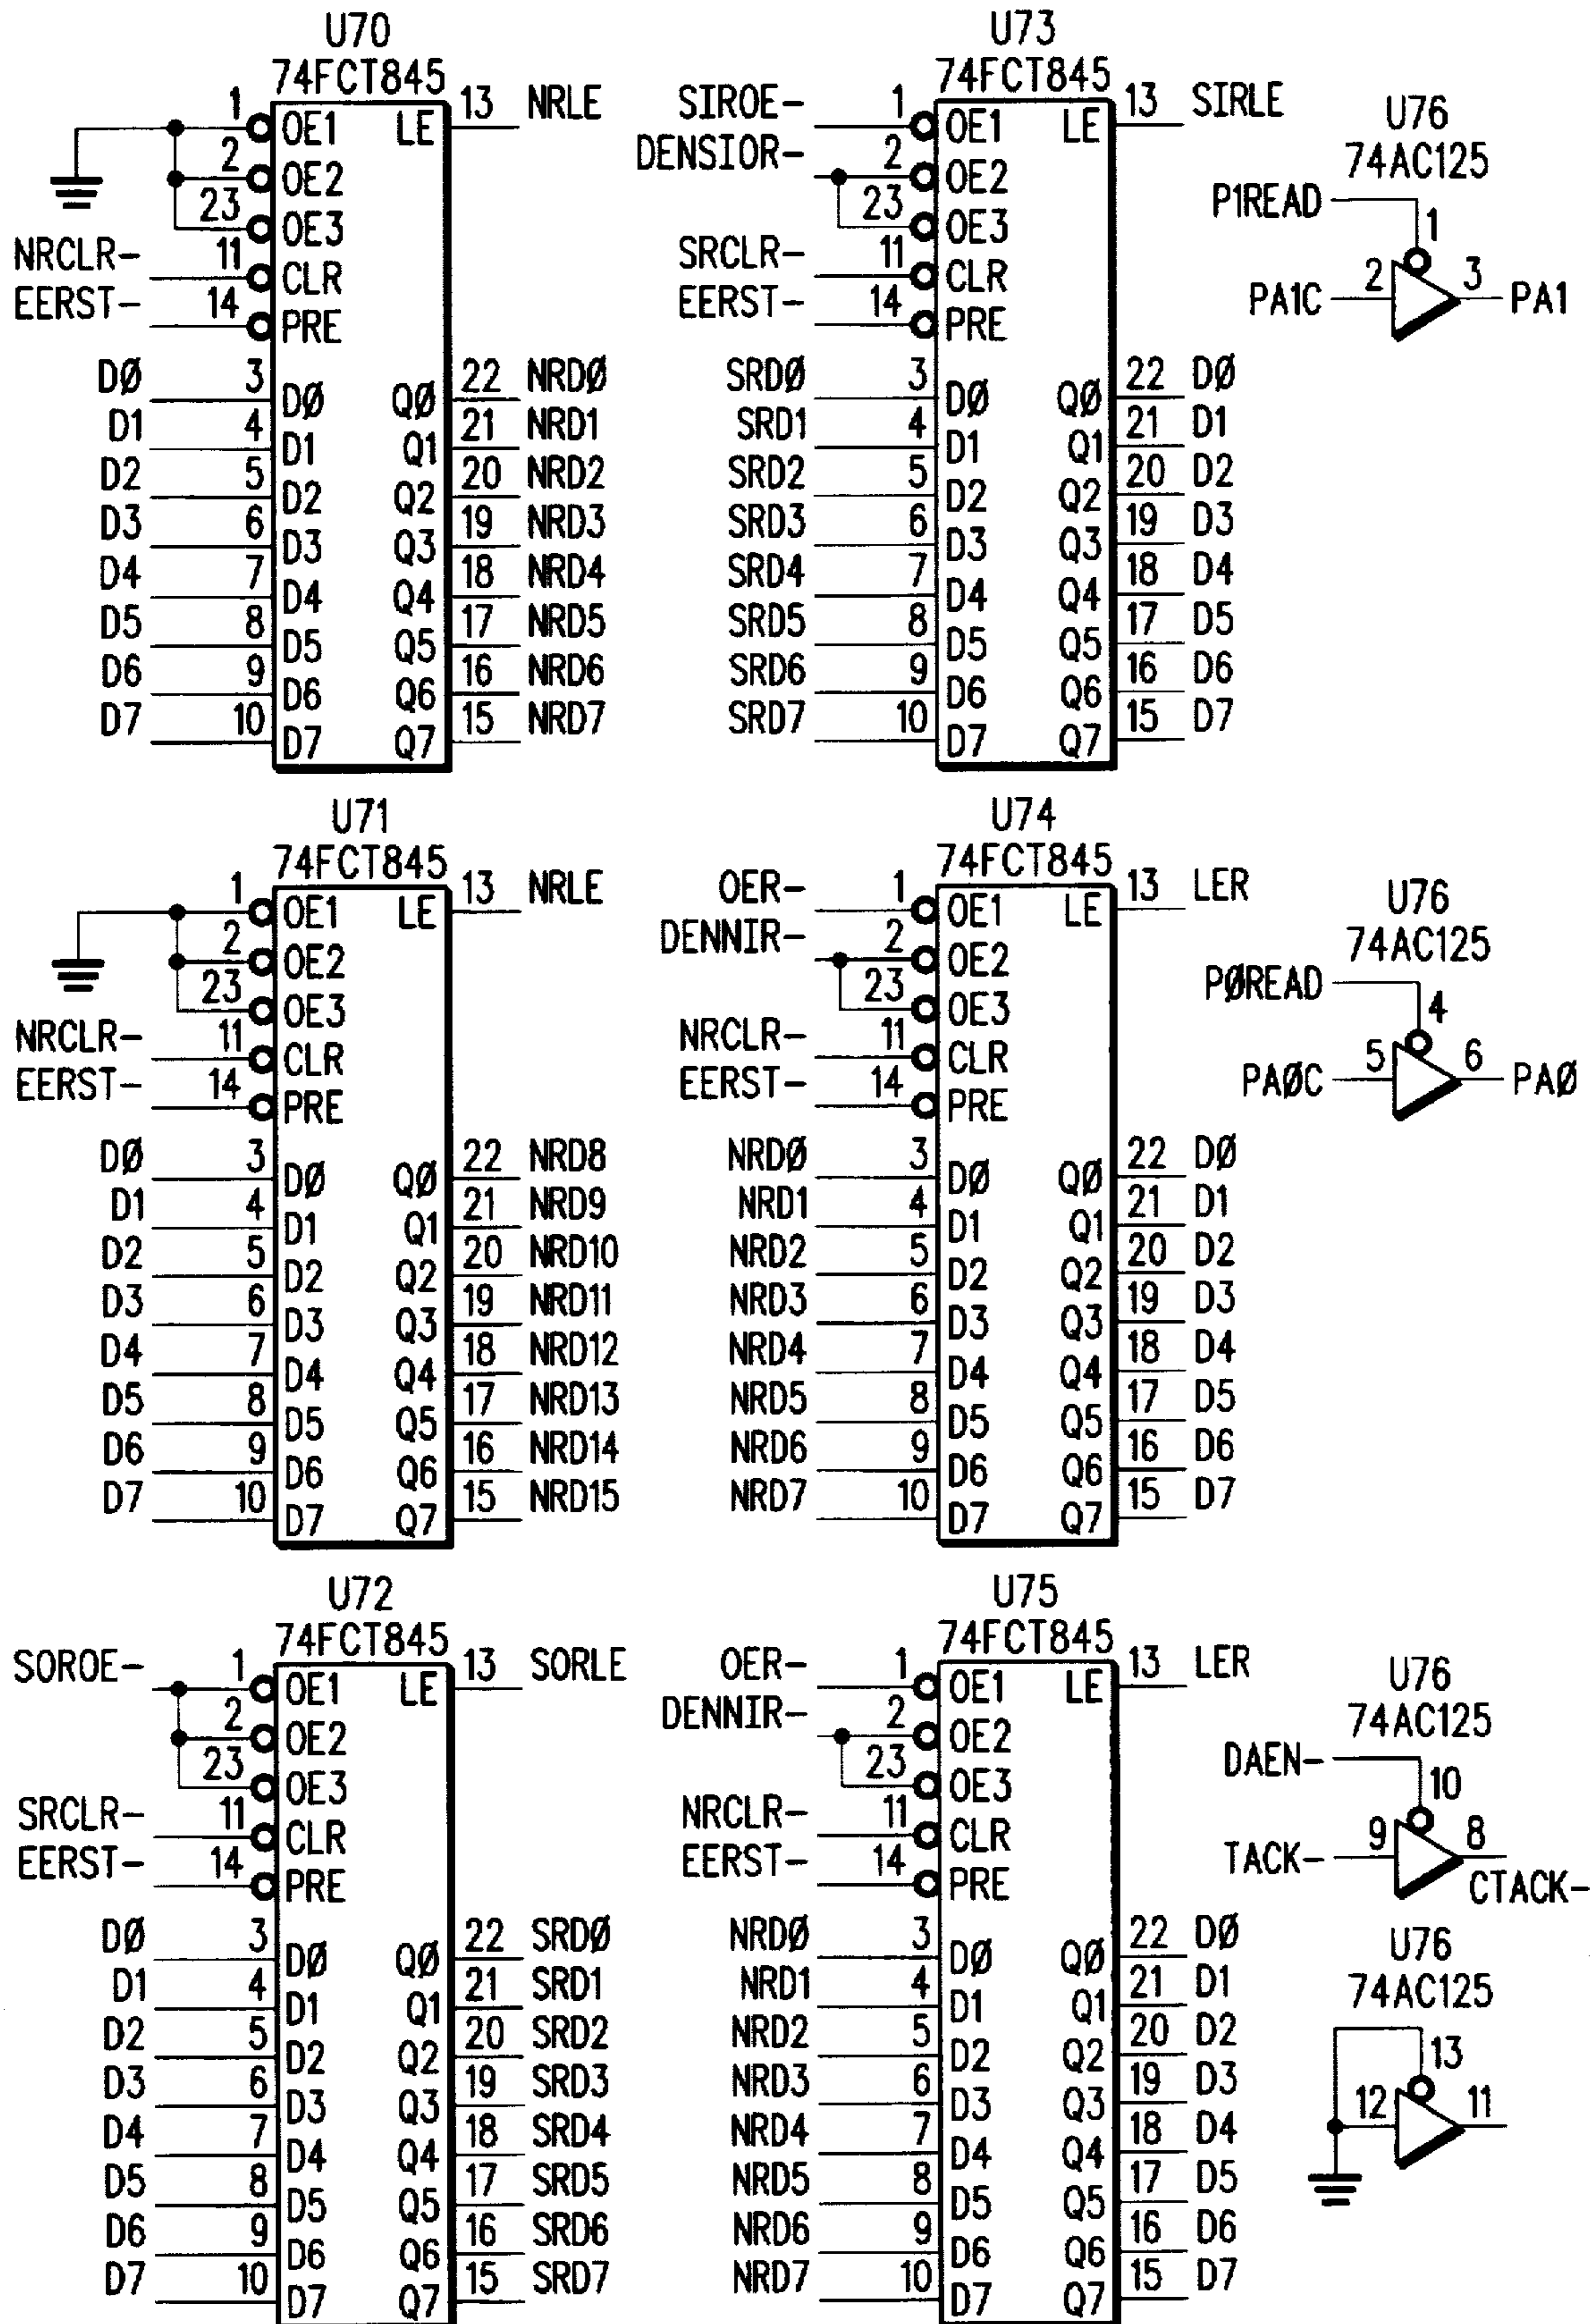 U70
74FCT845
1 OE1 LE 13 NRLE
2 OE2
23 OE3
NRCLR- 11 CLR
EERST- 14 PRE
DØ 3 DØ QØ 22 NRDØ
D1 4 D1 Q1 21 NRD1
D2 5 D2 Q2 20 NRD2
D3 6 D3 Q3 19 NRD3
D4 7 D4 Q4 18 NRD4
D5 8 D5 Q5 17 NRD5
D6 9 D6 Q6 16 NRD6
D7 10 D7 Q7 15 NRD7
U73
74FCT845
SIROE- 1 OE1 LE 13 SIRLE
DENSIOR- 2 OE2
23 OE3
SRCLR- 11 CLR
EERST- 14 PRE
SRDØ 3 DØ QØ 22 DØ
SRD1 4 D1 Q1 21 D1
SRD2 5 D2 Q2 20 D2
SRD3 6 D3 Q3 19 D3
SRD4 7 D4 Q4 18 D4
SRD5 8 D5 Q5 17 D5
SRD6 9 D6 Q6 16 D6
SRD7 10 D7 Q7 15 D7
U76
74AC125
P1READ 1
PA1C 2 3 PA1
U71
74FCT845
1 OE1 LE 13 NRLE
2 OE2
23 OE3
NRCLR- 11 CLR
EERST- 14 PRE
DØ 3 DØ QØ 22 NRD8
D1 4 D1 Q1 21 NRD9
D2 5 D2 Q2 20 NRD10
D3 6 D3 Q3 19 NRD11
D4 7 D4 Q4 18 NRD12
D5 8 D5 Q5 17 NRD13
D6 9 D6 Q6 16 NRD14
D7 10 D7 Q7 15 NRD15
U74
74FCT845
OER- 1 OE1 LE 13 LER
DENNIR- 2 OE2
23 OE3
NRCLR- 11 CLR
EERST- 14 PRE
NRDØ 3 DØ QØ 22 DØ
NRD1 4 D1 Q1 21 D1
NRD2 5 D2 Q2 20 D2
NRD3 6 D3 Q3 19 D3
NRD4 7 D4 Q4 18 D4
NRD5 8 D5 Q5 17 D5
NRD6 9 D6 Q6 16 D6
NRD7 10 D7 Q7 15 D7
U76
74AC125
PØREAD 4
PAØC 5 6 PAØ
U72
74FCT845
SOROE- 1 OE1 LE 13 SORLE
2 OE2
23 OE3
SRCLR- 11 CLR
EERST- 14 PRE
DØ 3 DØ QØ 22 SRDØ
D1 4 D1 Q1 21 SRD1
D2 5 D2 Q2 20 SRD2
D3 6 D3 Q3 19 SRD3
D4 7 D4 Q4 18 SRD4
D5 8 D5 Q5 17 SRD5
D6 9 D6 Q6 16 SRD6
D7 10 D7 Q7 15 SRD7
U75
74FCT845
OER- 1 OE1 LE 13 LER
DENNIR- 2 OE2
23 OE3
NRCLR- 11 CLR
EERST- 14 PRE
NRDØ 3 DØ QØ 22 DØ
NRD1 4 D1 Q1 21 D1
NRD2 5 D2 Q2 20 D2
NRD3 6 D3 Q3 19 D3
NRD4 7 D4 Q4 18 D4
NRD5 8 D5 Q5 17 D5
NRD6 9 D6 Q6 16 D6
NRD7 10 D7 Q7 15 D7
U76
74AC125
DAEN- 10
TACK- 9 8
CTACK-
U76
74AC125
13
12 11